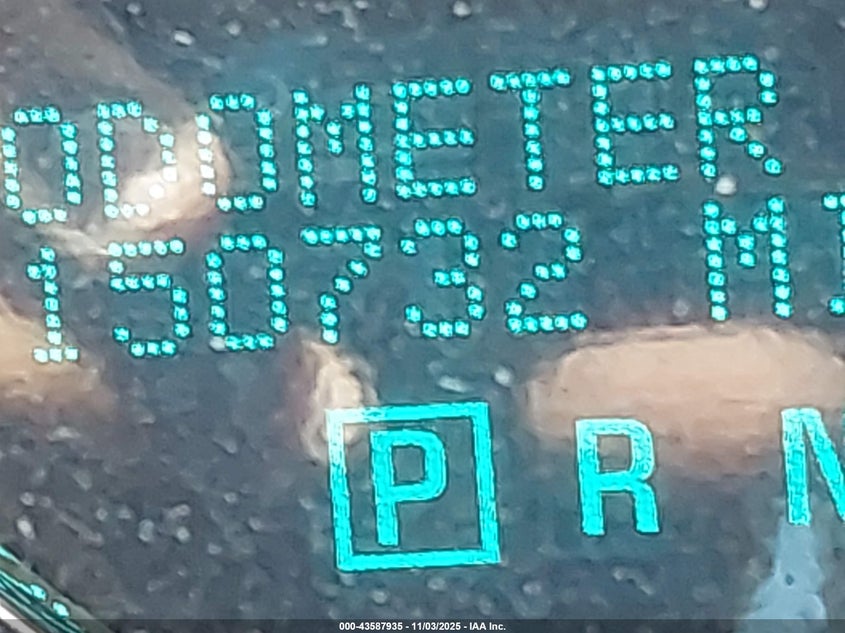 ODOMETER
150732 MI
P R N
000-43587935 - 11/03/2025 - IAA Inc.